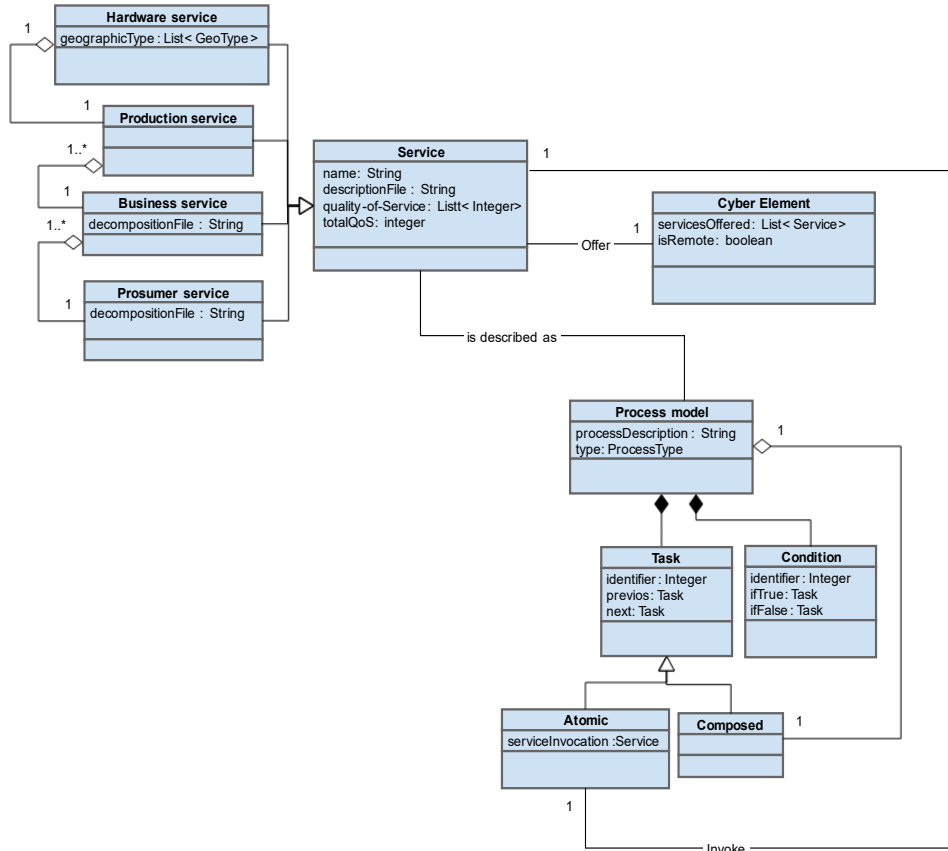 Hardware service
1
geographicType : List< GeoType>
1
Production service
1..*
1
Business service
decompositionFile : String
1..*
1
Prosumer service
decompositionFile : String
Service
name: String
descriptionFile : String
quality-of-Service: Listt< Integer>
totalQoS: integer
1
Offer
1
Cyber Element
servicesOffered: List< Service>
isRemote: boolean
is described as
Process model
processDescription : String
type: ProcessType
1
Task
identifier: Integer
previos: Task
next: Task
Condition
identifier: Integer
ifTrue: Task
ifFalse: Task
Atomic
serviceInvocation :Service
Composed
1
1
Invoke